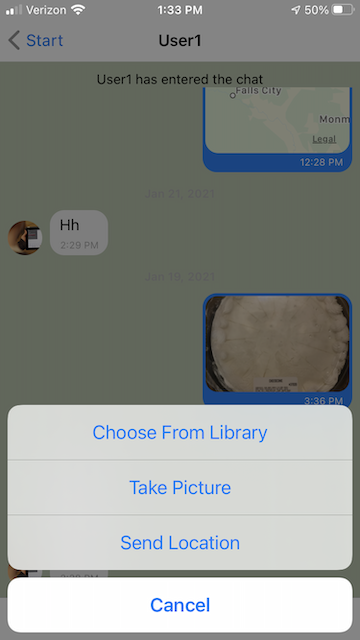 Verizon 1:33 PM 50%
Start User1
User1 has entered the chat
Falls City
Monm
Legal
12:28 PM
Jan 21, 2021
Hh
2:29 PM
Jan 19, 2021
3:36 PM
Choose From Library
Take Picture
Send Location
Cancel